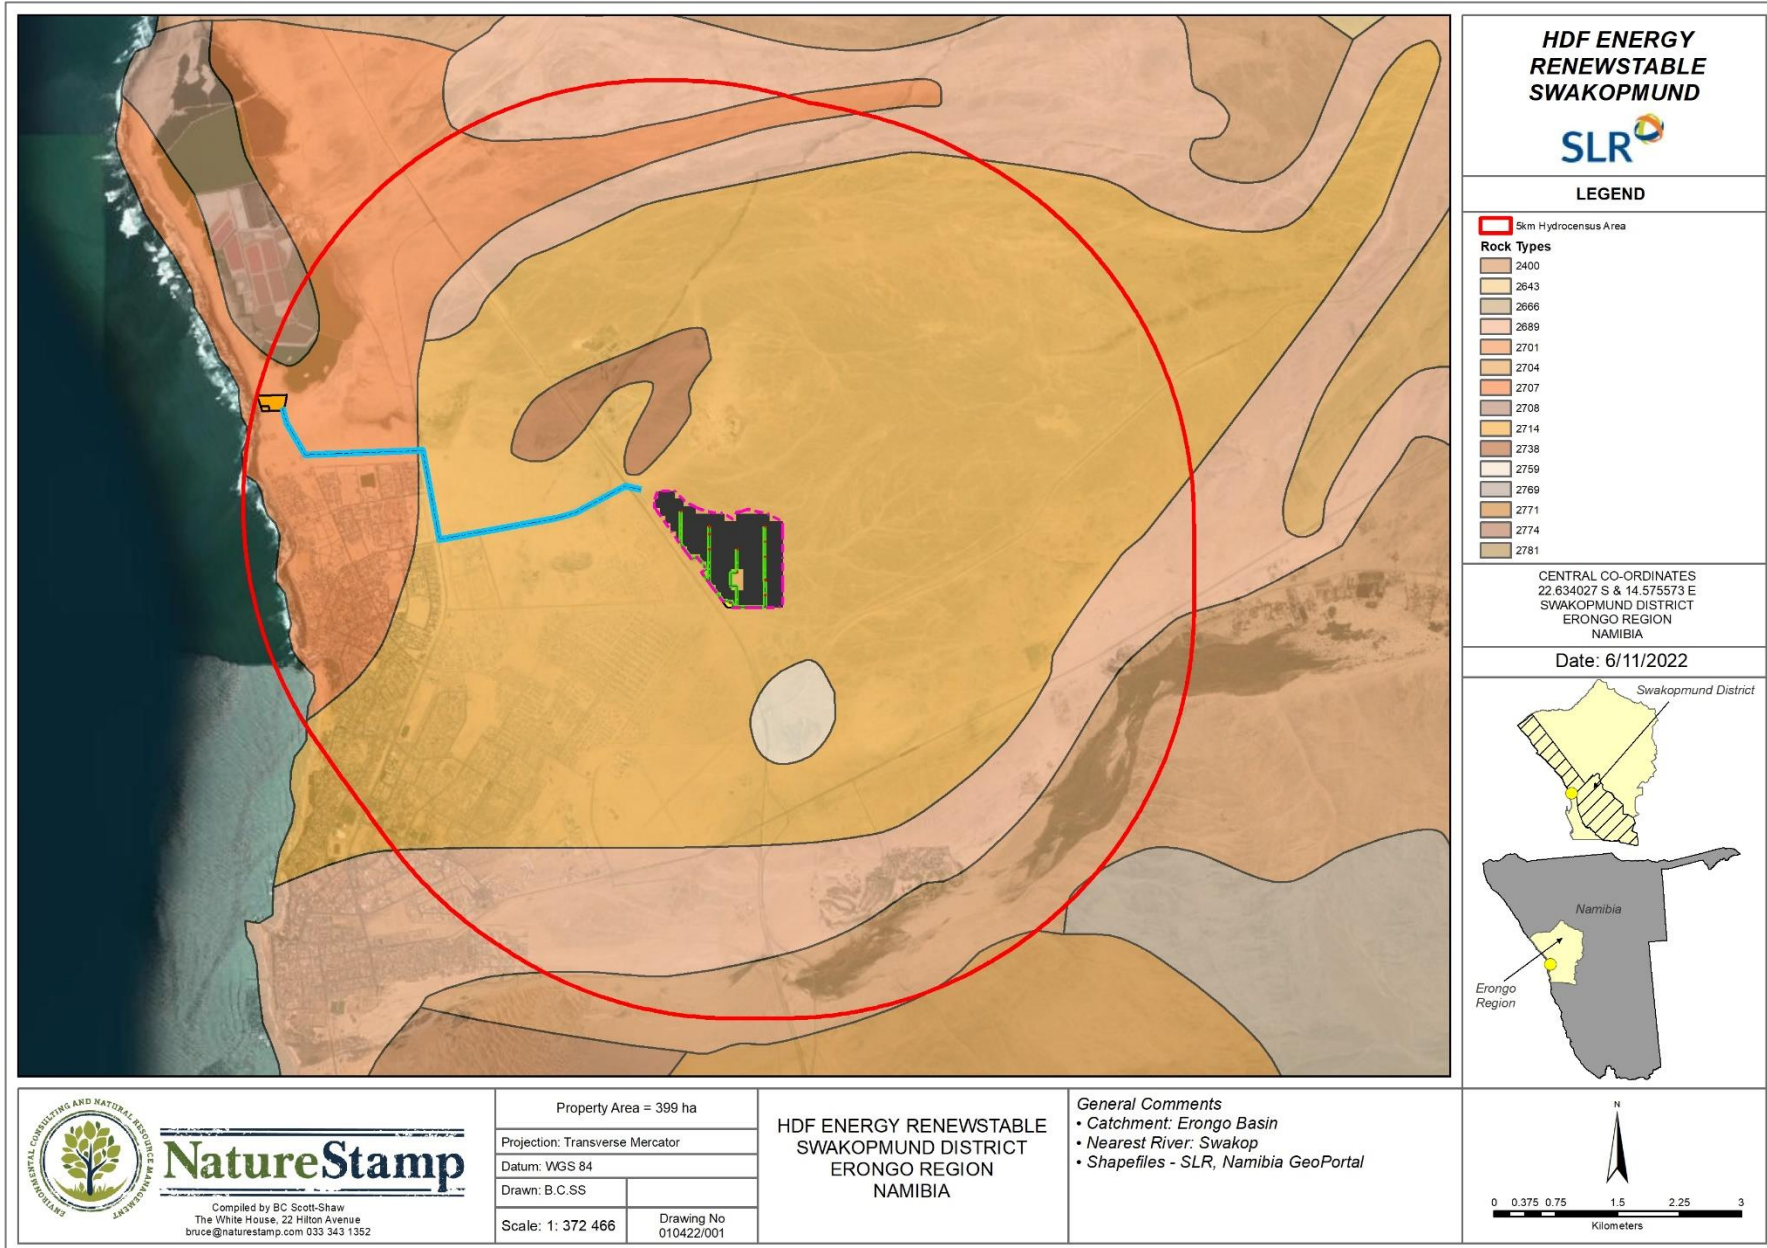 HDF ENERGY
RENEWSTABLE
SWAKOPMUND
SLR
LEGEND
5km Hydrocensus Area
Rock Types
2400
2643
2666
2689
2701
2704
2707
2708
2714
2738
2759
2769
2771
2774
2781
CENTRAL CO-ORDINATES
22.634027 S & 14.575573 E
SWAKOPMUND DISTRICT
ERONGO REGION
NAMIBIA
Date: 6/11/2022
Swakopmund District
Namibia
Erongo
Region
ENVIRONMENTAL CONSULTING AND NATURAL RESOURCE MANAGEMENT
NatureStamp
Compiled by BC Scott-Shaw
The White House, 22 Hilton Avenue
bruce@naturestamp.com 033 343 1352
Property Area = 399 ha
Projection: Transverse Mercator
Datum: WGS 84
Drawn: B.C.SS
Scale: 1: 372 466
Drawing No
010422/001
HDF ENERGY RENEWSTABLE
SWAKOPMUND DISTRICT
ERONGO REGION
NAMIBIA
General Comments
• Catchment: Erongo Basin
• Nearest River: Swakop
• Shapefiles - SLR, Namibia GeoPortal
N
0 0.375 0.75 1.5 2.25 3
Kilometers